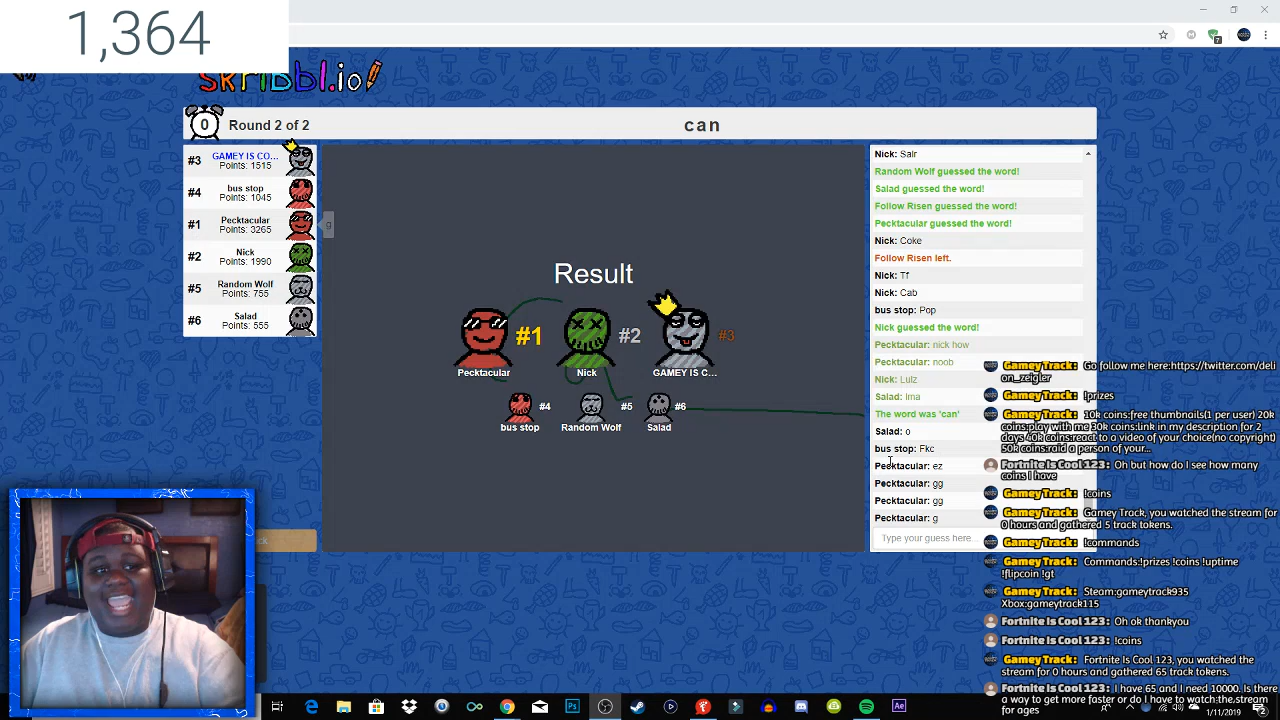 1,364
skribbl.io
0
Round 2 of 2
can
#3
GAMEY IS CO...
Points: 1515
#4
bus stop
Points: 1045
#1
Pecktacular
Points: 3260
g
#2
Nick
Points: 1990
#5
Random Wolf
Points: 755
#6
Salad
Points: 555
Result
#1
#2
#3
Pecktacular
Nick
GAMEY IS C...
#4
#5
#6
bus stop
Random Wolf
Salad
Nick: Salr
Random Wolf guessed the word!
Salad guessed the word!
Follow Risen guessed the word!
Pecktacular guessed the word!
Nick: Coke
Follow Risen left.
Nick: Tf
Nick: Cab
bus stop: Pop
Nick guessed the word!
Pecktacular: nick how
Pecktacular: noob
Nick: Lulz
Salad: ima
The word was 'can'
Salad: o
bus stop: Fkc
Pecktacular: ez
Pecktacular: gg
Pecktacular: gg
Pecktacular: g
Type your guess here...
Gamey Track: Go follow me here:https://twitter.com/deli
on_zeigler
Gamey Track: !prizes
Gamey Track: 10k coins:free thumbnails(1 per user) 20k
coins:play with me 30k coins:link in my description for 2
days 40k coins:react to a video of your choice(no copyright)
50k coins:raid a person of your...
Fortnite Is Cool 123: Oh but how do I see how many
coins I have
Gamey Track: !coins
Gamey Track: Gamey Track, you watched the stream for
0 hours and gathered 5 track tokens.
Gamey Track: !commands
Gamey Track: Commands:!prizes !coins !uptime
!flipcoin !gt
Gamey Track: Steam:gameytrack935
Xbox:gameytrack115
Fortnite Is Cool 123: Oh ok thankyou
Fortnite Is Cool 123: !coins
Gamey Track: Fortnite Is Cool 123, you watched the
stream for 0 hours and gathered 65 track tokens.
Fortnite Is Cool 123: I have 65 and I need 10000. Is there
a way to get more faster or do I have to watch the stream
for ages
1/11/2019